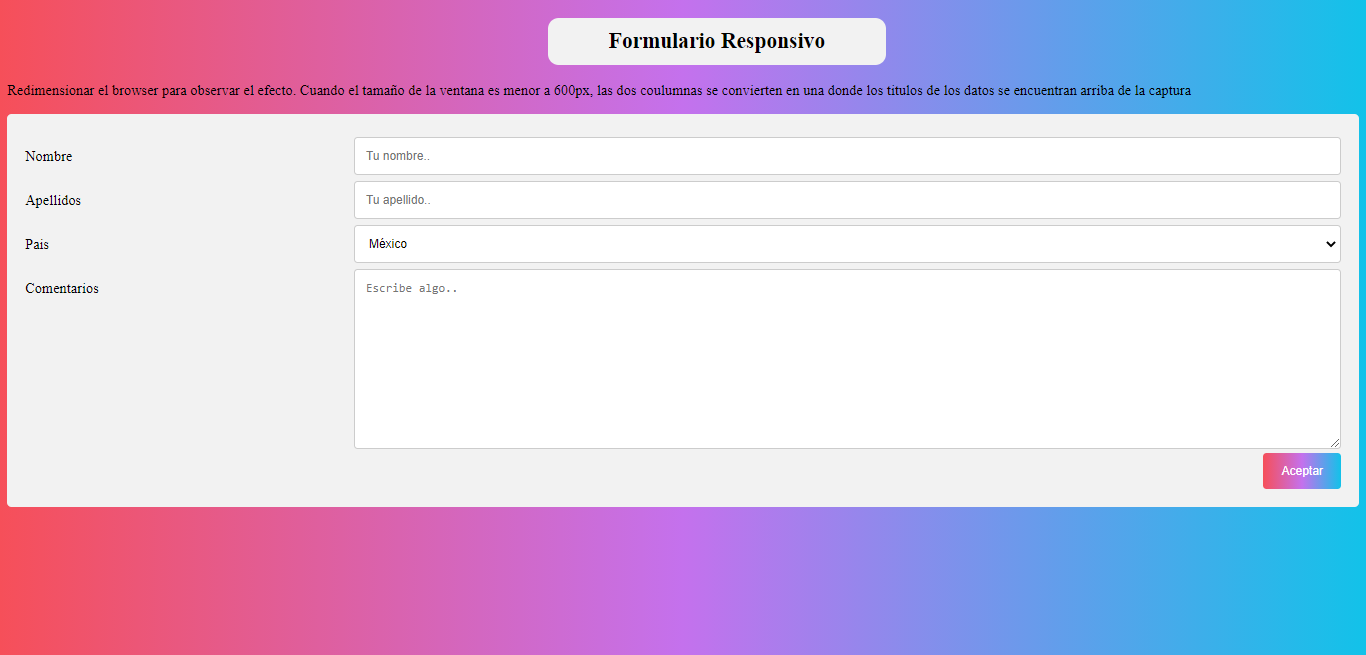 Formulario Responsivo
Redimensionar el browser para observar el efecto. Cuando el tamaño de la ventana es menor a 600px, las dos coulumnas se convierten en una donde los titulos de los datos se encuentran arriba de la captura
Nombre
Tu nombre..
Apellidos
Tu apellido..
Pais
México
Comentarios
Escribe algo..
Aceptar